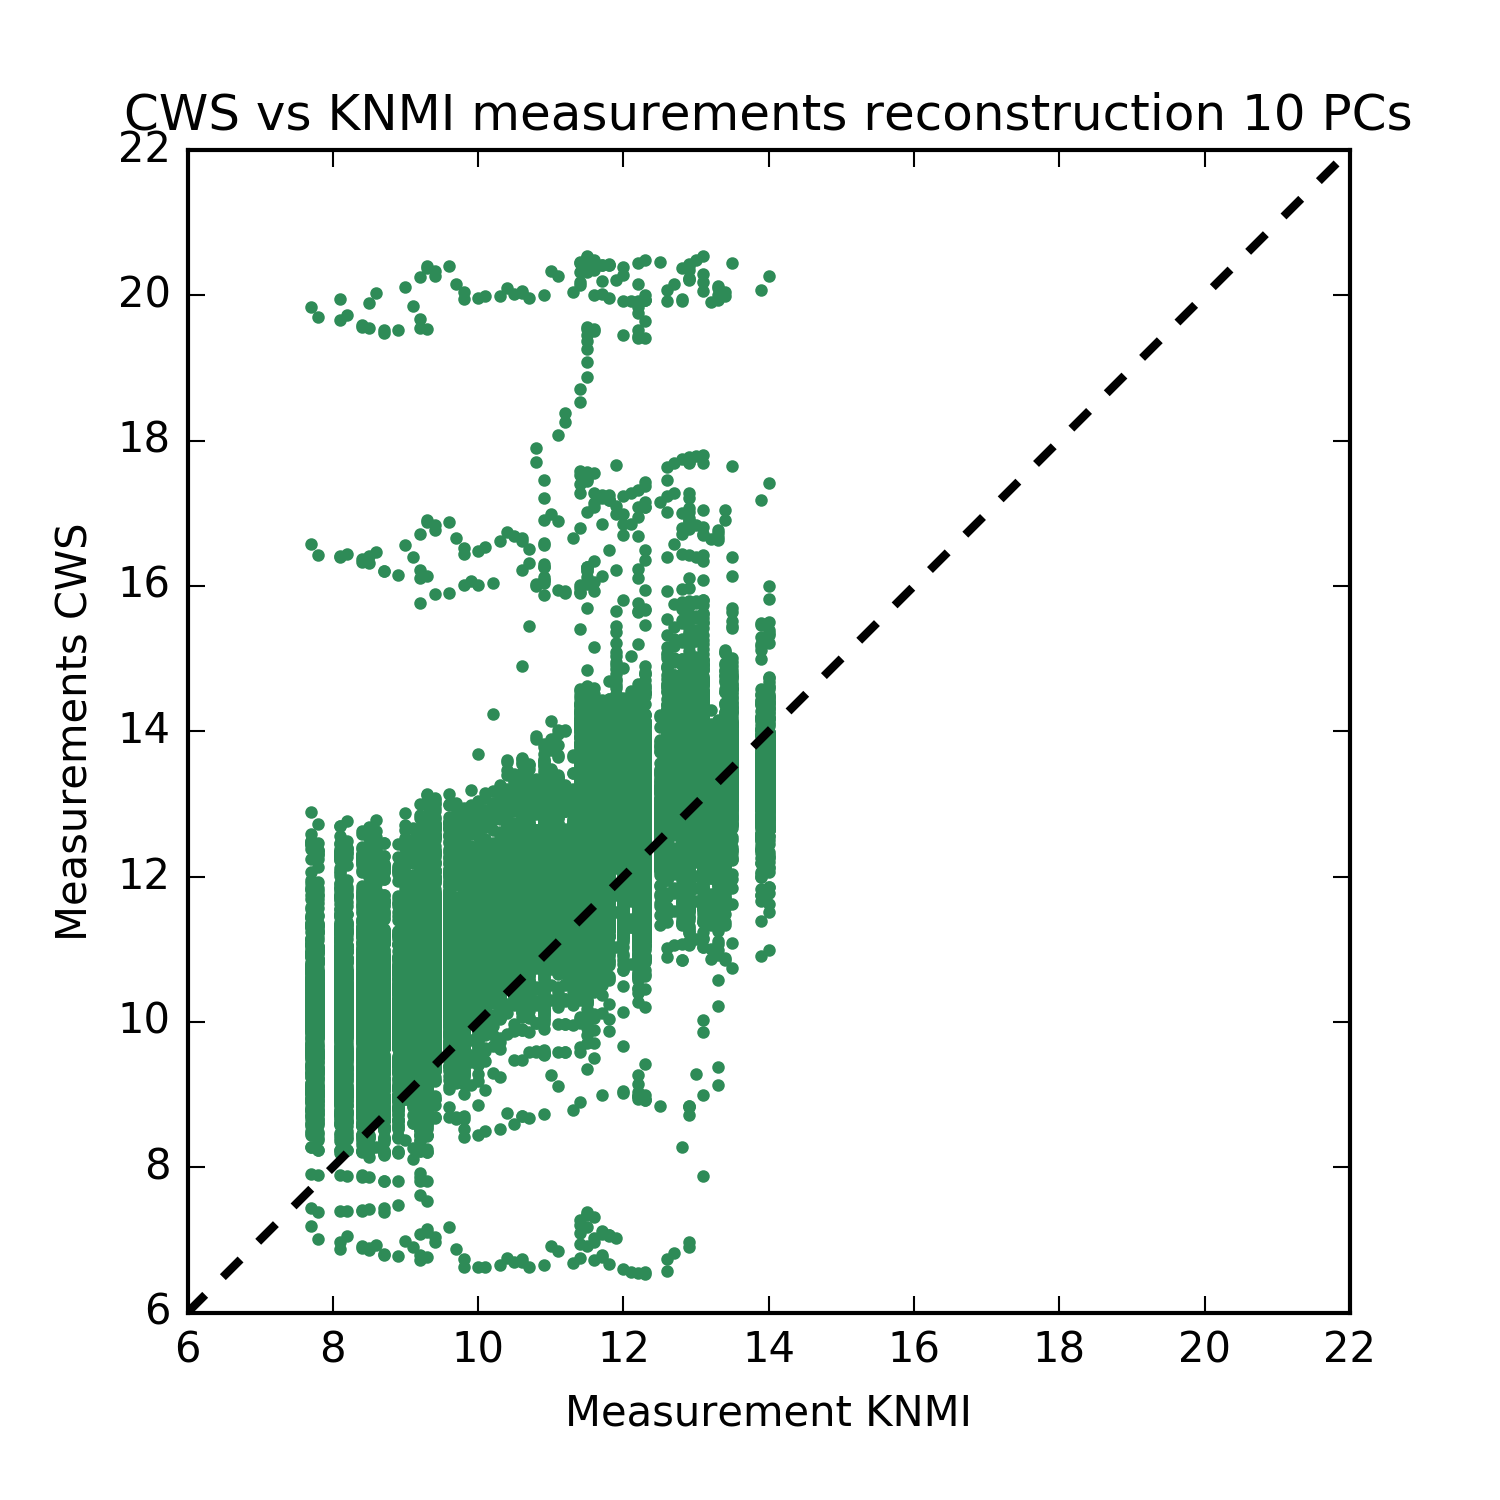 CWS vs KNMI measurements reconstruction 10 PCs
22
20
18
16
14
12
10
8
6
Measurements CWS
6 8 10 12 14 16 18 20 22
Measurement KNMI